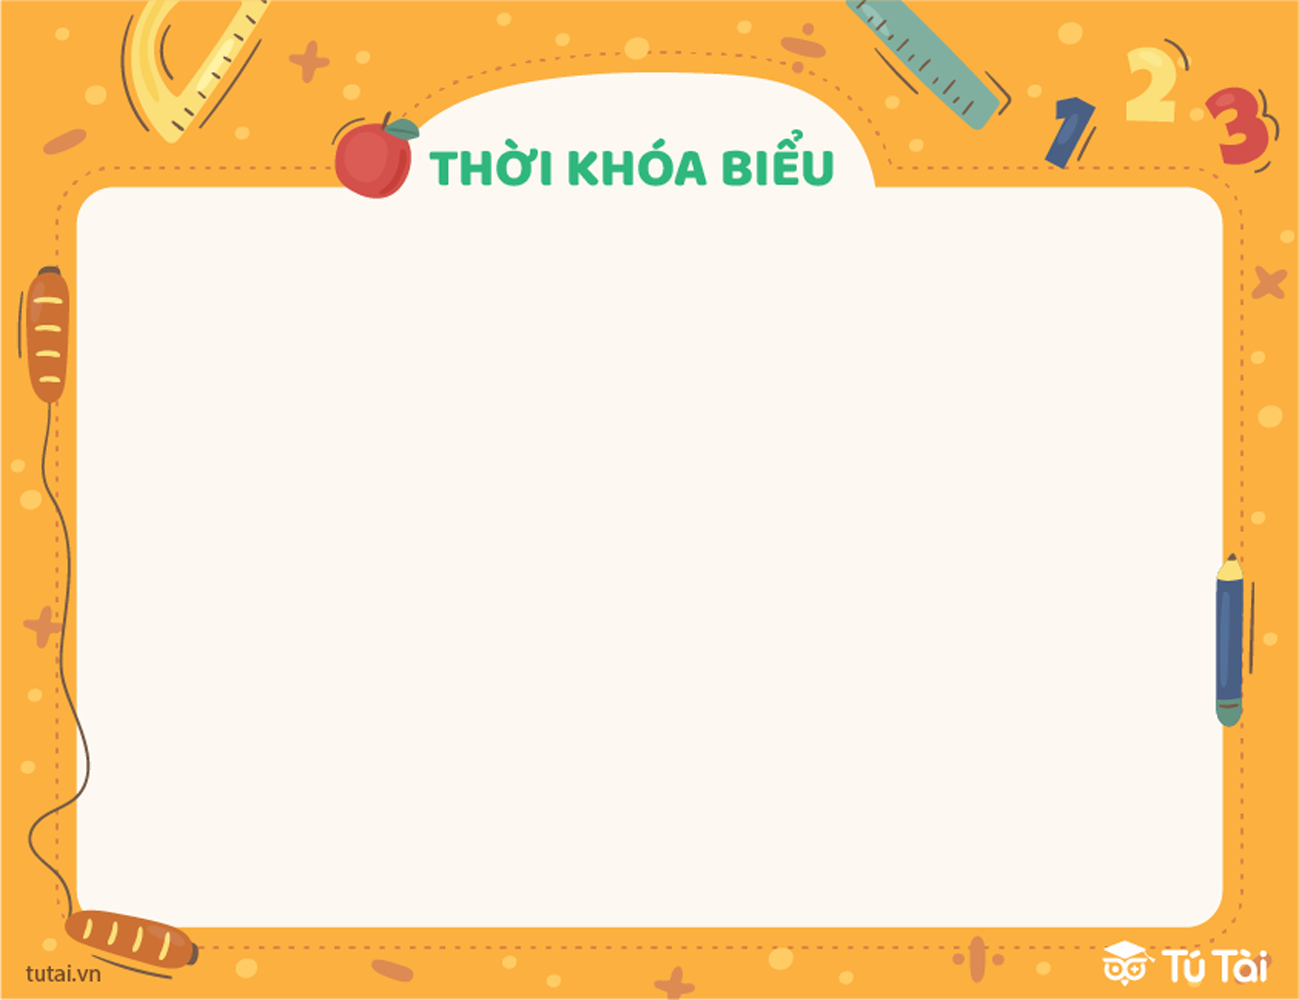 1 2 3
THỜI KHÓA BIỂU
tutai.vn
Tú Tài